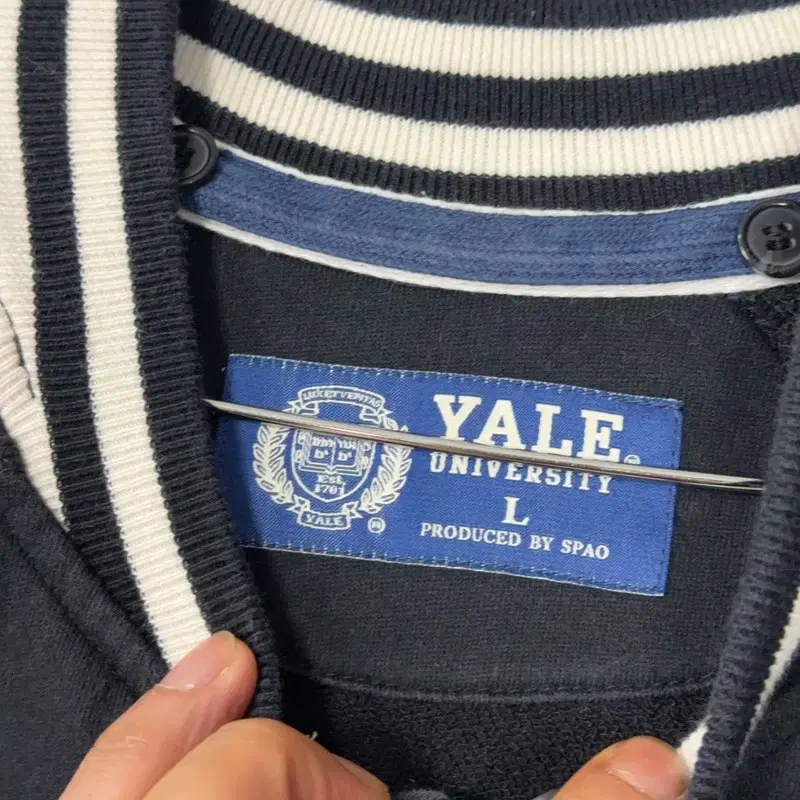 LUX ET VERITAS
Est.
1701
YALE
®
YALE®
UNIVERSITY
L
PRODUCED BY SPAO